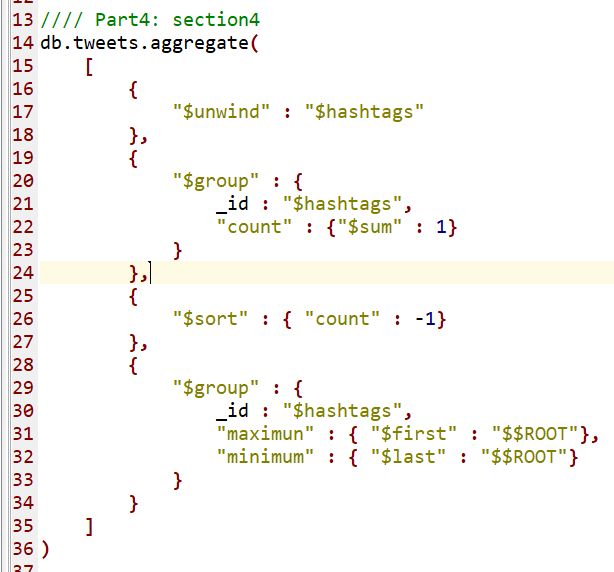 13 //// Part4: section4
14 db.tweets.aggregate(
15     [
16         {
17             "$unwind" : "$hashtags"
18         },
19         {
20             "$group" : {
21                 _id : "$hashtags",
22                 "count" : {"$sum" : 1}
23             }
24         },
25         {
26             "$sort" : { "count" : -1}
27         },
28         {
29             "$group" : {
30                 _id : "$hashtags",
31                 "maximun" : { "$first" : "$$ROOT"},
32                 "minimum" : { "$last" : "$$ROOT"}
33             }
34         }
35     ]
36 )